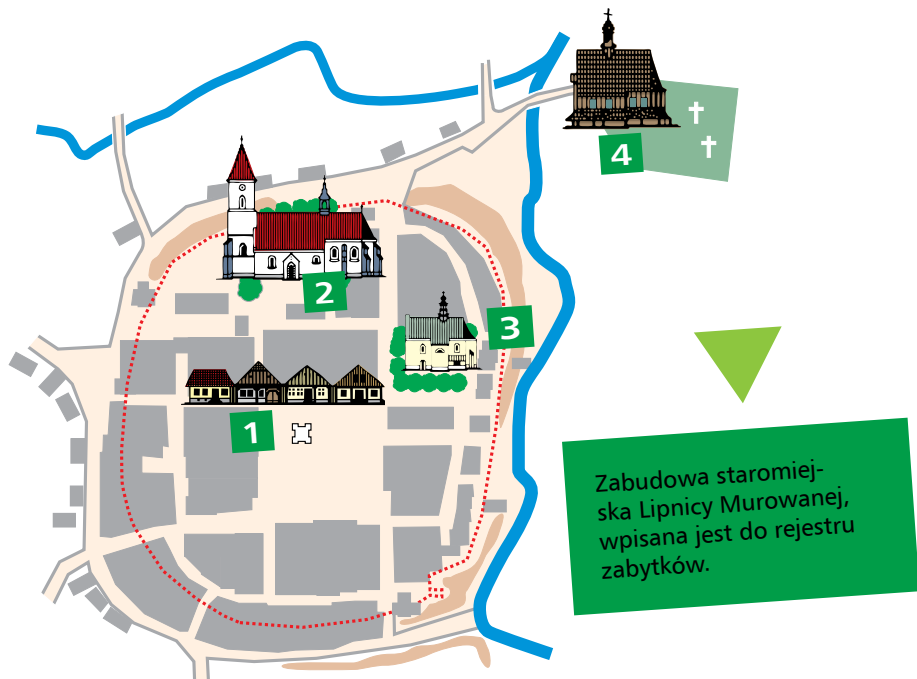 4
2
3
1
Zabudowa staromiej-
ska Lipnicy Murowanej,
wpisana jest do rejestru
zabytków.